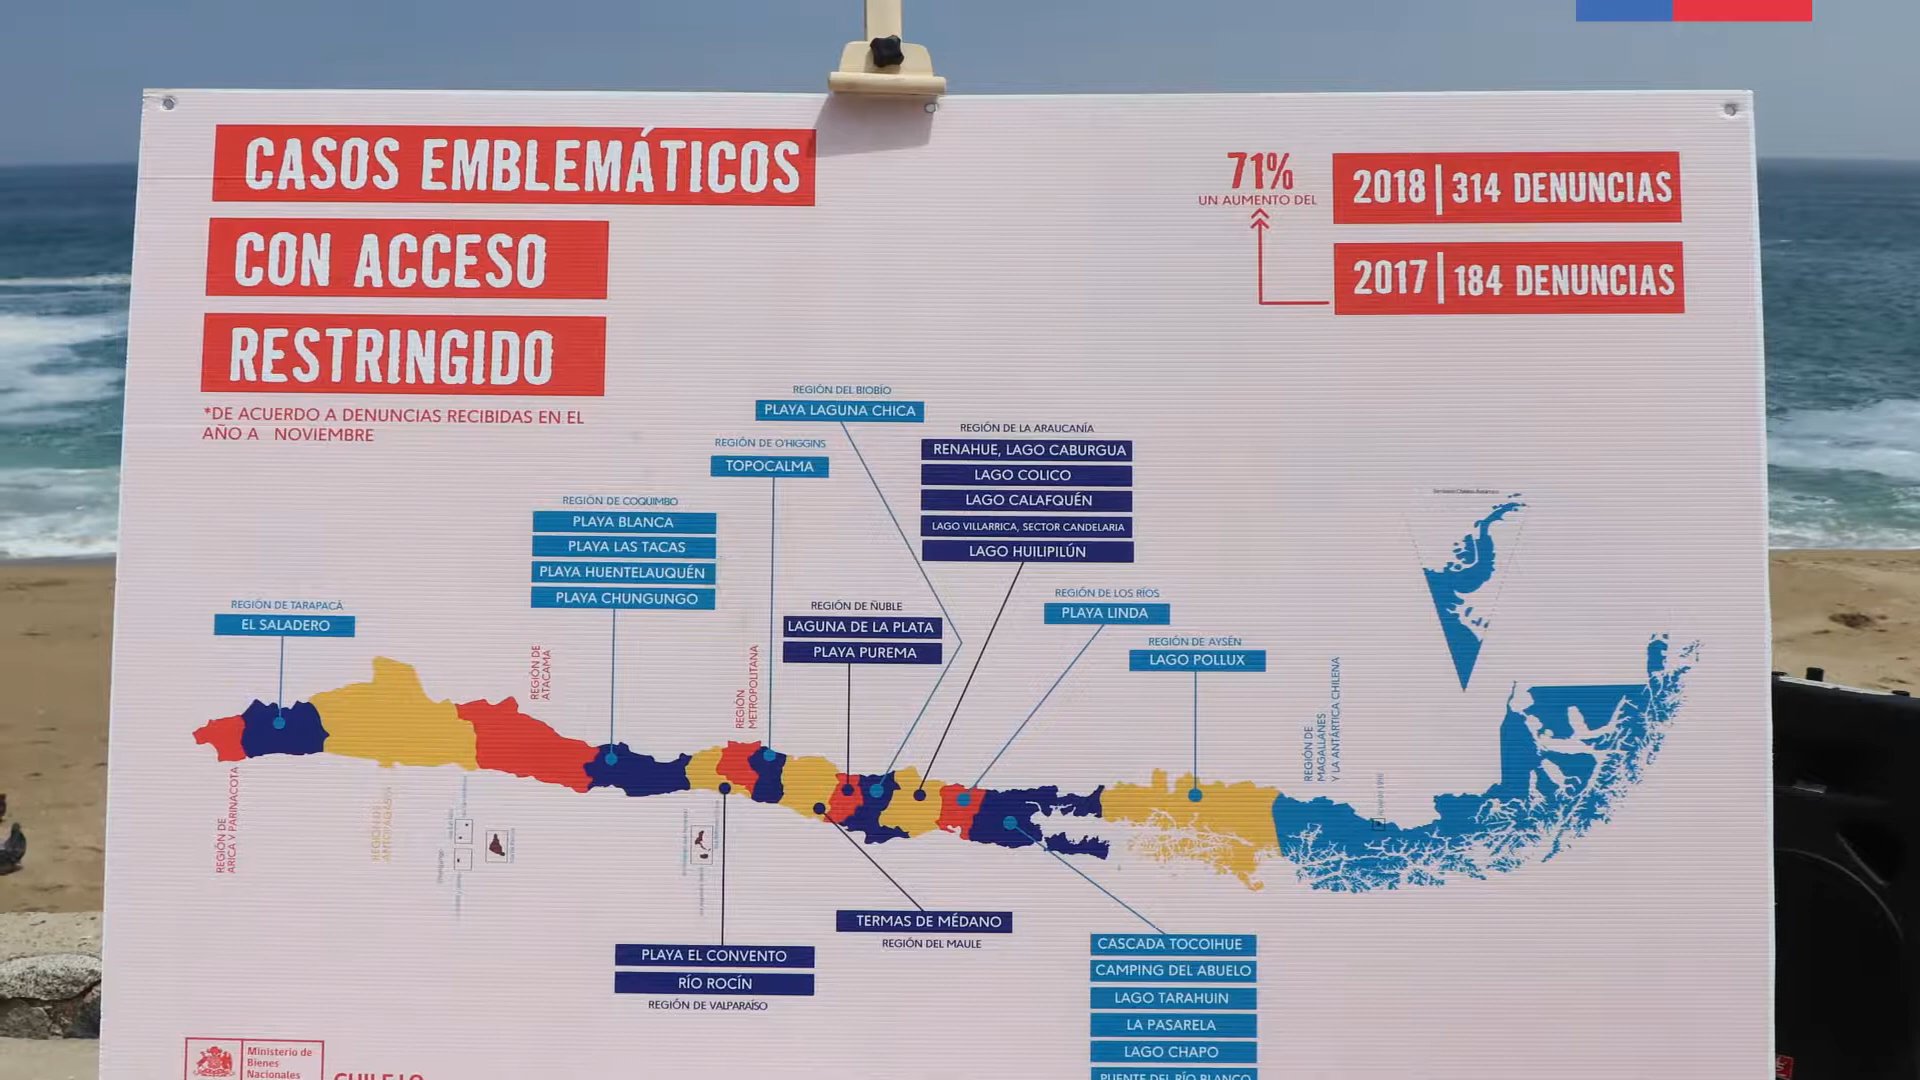 CASOS EMBLEMÁTICOS
CON ACCESO
RESTRINGIDO
*DE ACUERDO A DENUNCIAS RECIBIDAS EN EL
AÑO A NOVIEMBRE
71%
UN AUMENTO DEL
2018 | 314 DENUNCIAS
2017 | 184 DENUNCIAS
REGIÓN DEL BIOBÍO
PLAYA LAGUNA CHICA
REGIÓN DE O'HIGGINS
TOPOCALMA
REGIÓN DE LA ARAUCANÍA
RENAHUE, LAGO CABURGUA
LAGO COLICO
LAGO CALAFQUÉN
LAGO VILLARRICA, SECTOR CANDELARIA
LAGO HUILIPILÚN
REGIÓN DE COQUIMBO
PLAYA BLANCA
PLAYA LAS TACAS
PLAYA HUENTELAUQUÉN
PLAYA CHUNGUNGO
REGIÓN DE TARAPACÁ
EL SALADERO
REGIÓN DE ÑUBLE
LAGUNA DE LA PLATA
PLAYA PUREMA
REGIÓN DE LOS RÍOS
PLAYA LINDA
REGIÓN DE AYSÉN
LAGO POLLUX
REGIÓN DE
ATACAMA
REGIÓN
METROPOLITANA
REGIÓN DE
MAGALLANES
Y LA ANTÁRTICA CHILENA
REGIÓN DE
ARICA Y PARINACOTA
REGIÓN DE
ANTOFAGASTA
TERMAS DE MÉDANO
REGIÓN DEL MAULE
PLAYA EL CONVENTO
RÍO ROCÍN
REGIÓN DE VALPARAÍSO
CASCADA TOCOIHUE
CAMPING DEL ABUELO
LAGO TARAHUIN
LA PASARELA
LAGO CHAPO
PUENTE DEL RÍO BLANCO
Ministerio de
Bienes
Nacionales
CHILE LO